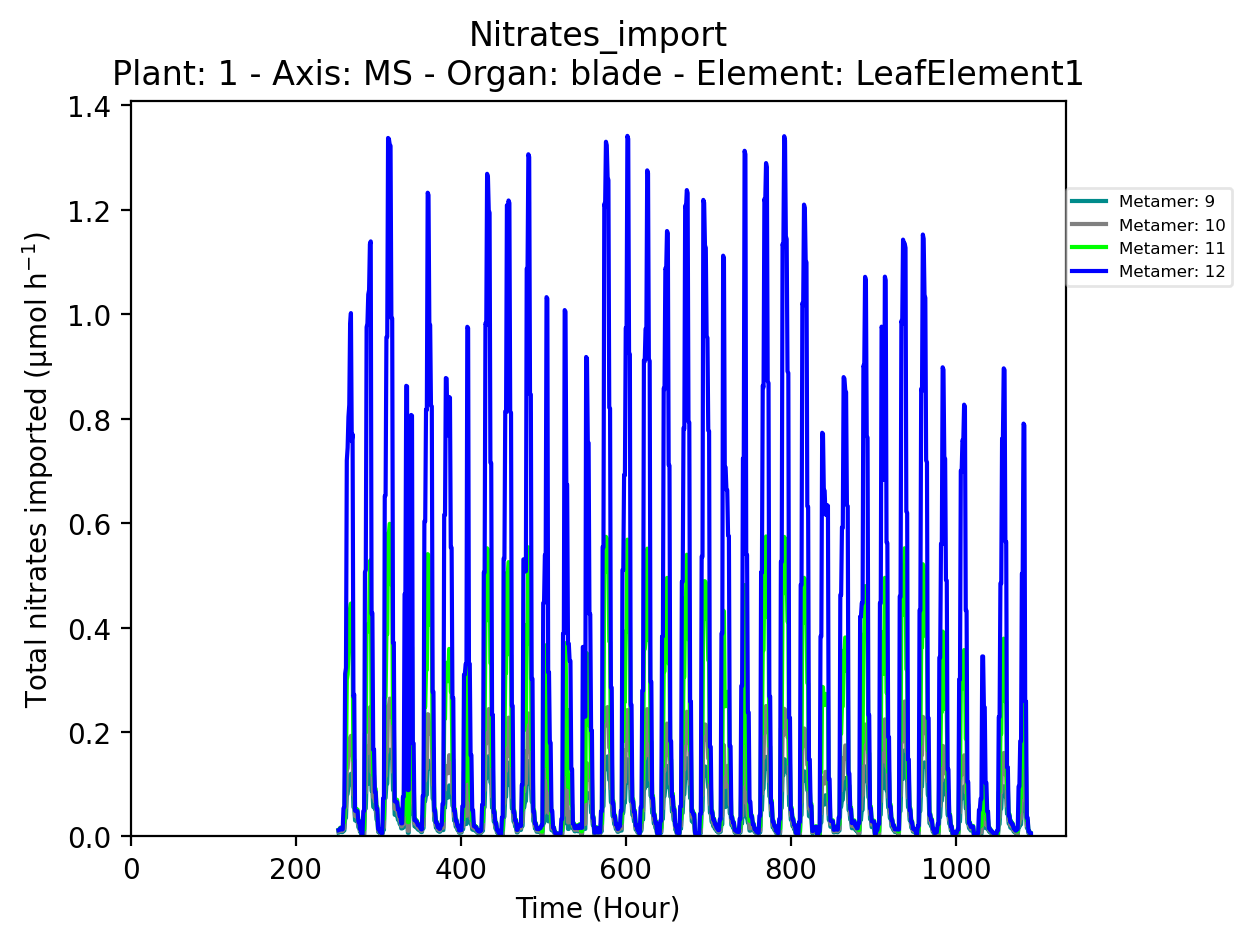 Nitrates_import
Plant: 1 - Axis: MS - Organ: blade - Element: LeafElement1
Total nitrates imported (µmol h⁻¹)
1.4
1.2
1.0
0.8
0.6
0.4
0.2
0.0
0 200 400 600 800 1000
Time (Hour)
Metamer: 9
Metamer: 10
Metamer: 11
Metamer: 12